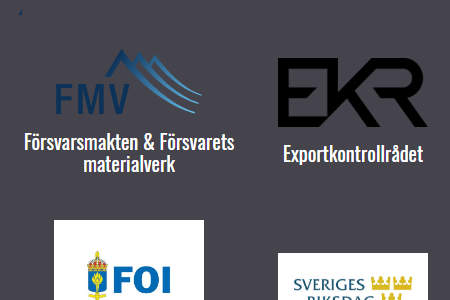 FMV
EKR
Försvarsmakten & Försvarets
materialverk
Exportkontrollrådet
FOI
SVERIGES
RIKSDAG